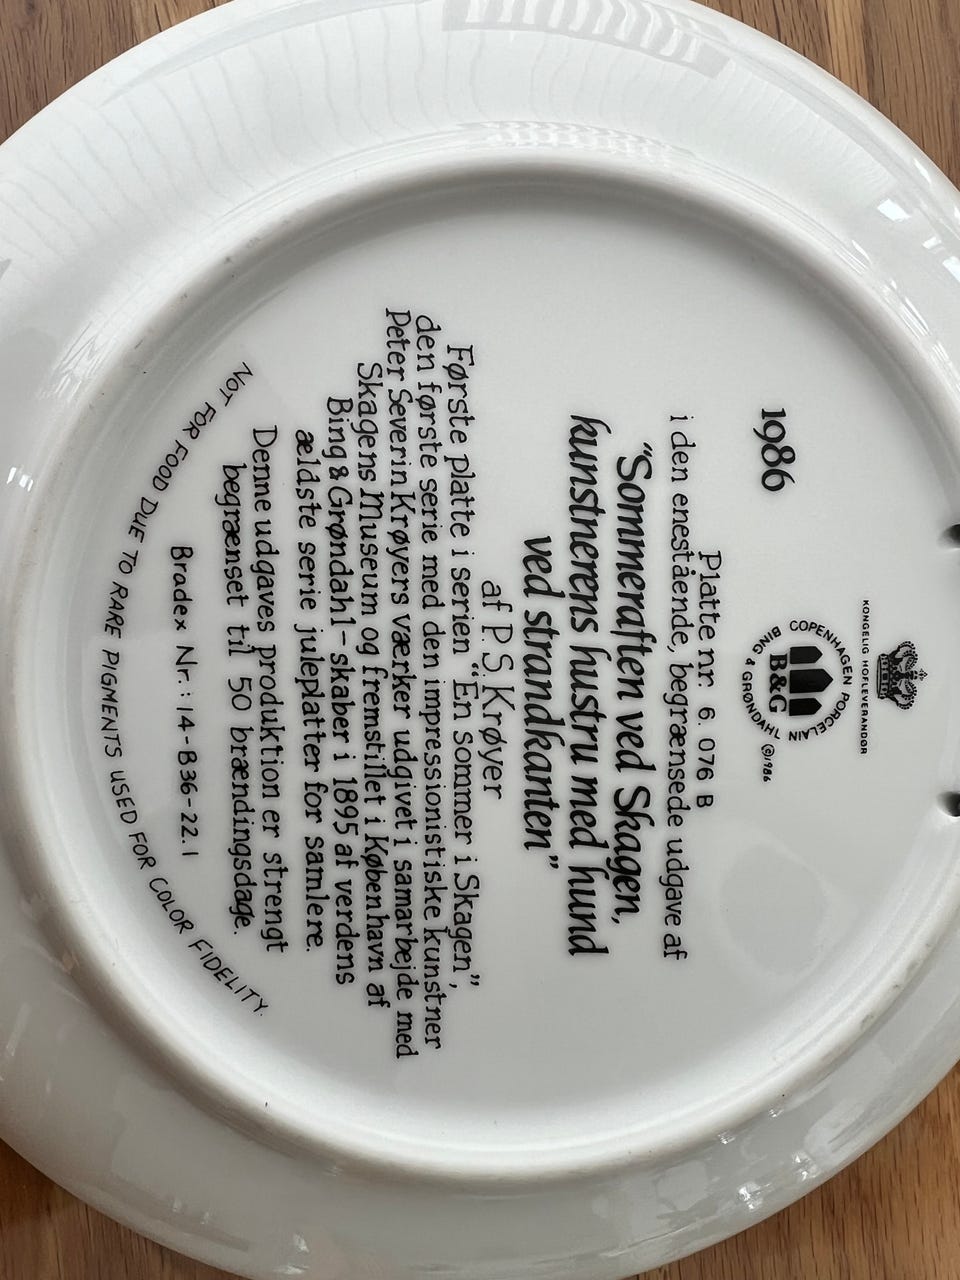 KONGELIG HOFLEVERANDØR
COPENHAGEN PORCELAIN
B&G
BING & GRØNDAHL
©1986
1986
Platte nr. 6. 076 B
i den enestående, begrænsede udgave af
"Sommeraften ved Skagen,
kunstnerens hustru med hund
ved strandkanten"
af P.S. Krøyer
Første platte i serien "En sommer i Skagen",
den første serie med den impressionistiske kunstner
Peter Severin Krøyers værker udgivet i samarbejde med
Skagens Museum og fremstillet i København af
Bing & Grøndahl - skaber i 1895 af verdens
ældste serie juleplatter for samlere.
Denne udgaves produktion er strengt
begrænset til 50 brændingsdage.
Bradex Nr.: 14-B36-22.1
NOT FOR FOOD DUE TO RARE PIGMENTS USED FOR COLOR FIDELITY.